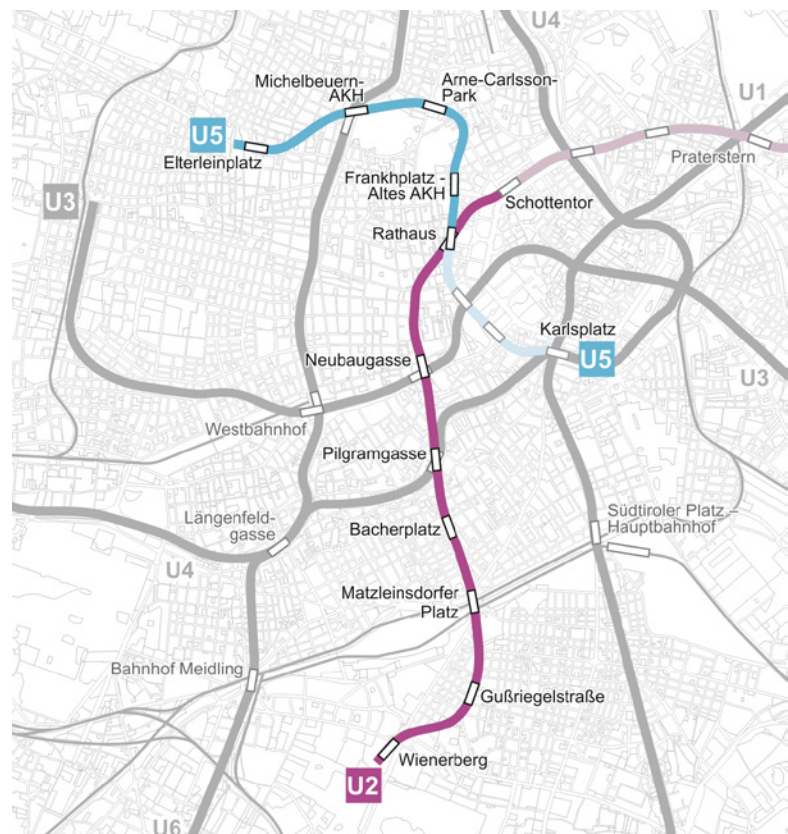 U4
Michelbeuern-
AKH
Arne-Carlsson-
Park
U1
U5
Elterleinplatz
Praterstern
Frankhplatz -
Altes AKH
U3
Schottentor
Rathaus
Karlsplatz
Neubaugasse
U5
U3
Westbahnhof
Pilgramgasse
Längenfeld-
gasse
Südtiroler Platz –
Hauptbahnhof
Bacherplatz
U4
Matzleinsdorfer
Platz
Bahnhof Meidling
Gußriegelstraße
Wienerberg
U2
U6